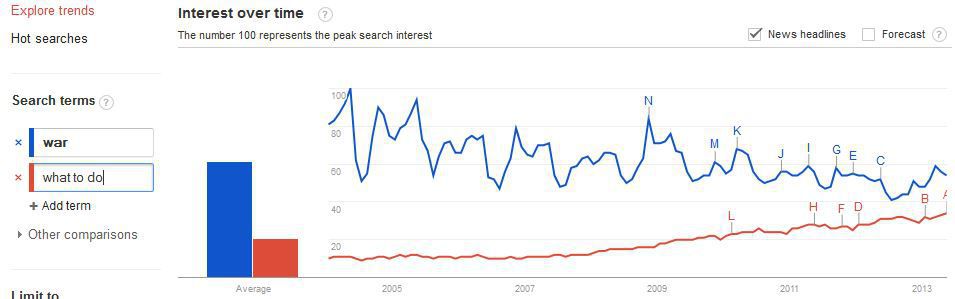 Explore trends
Hot searches
Search terms ?
× war
× what to do
+ Add term
Other comparisons
Limit to
Interest over time ?
The number 100 represents the peak search interest
News headlines Forecast ?
100
80
60
40
20
N
M
K
J
I
G
E
C
L
H
F
D
B
A
Average
2005
2007
2009
2011
2013